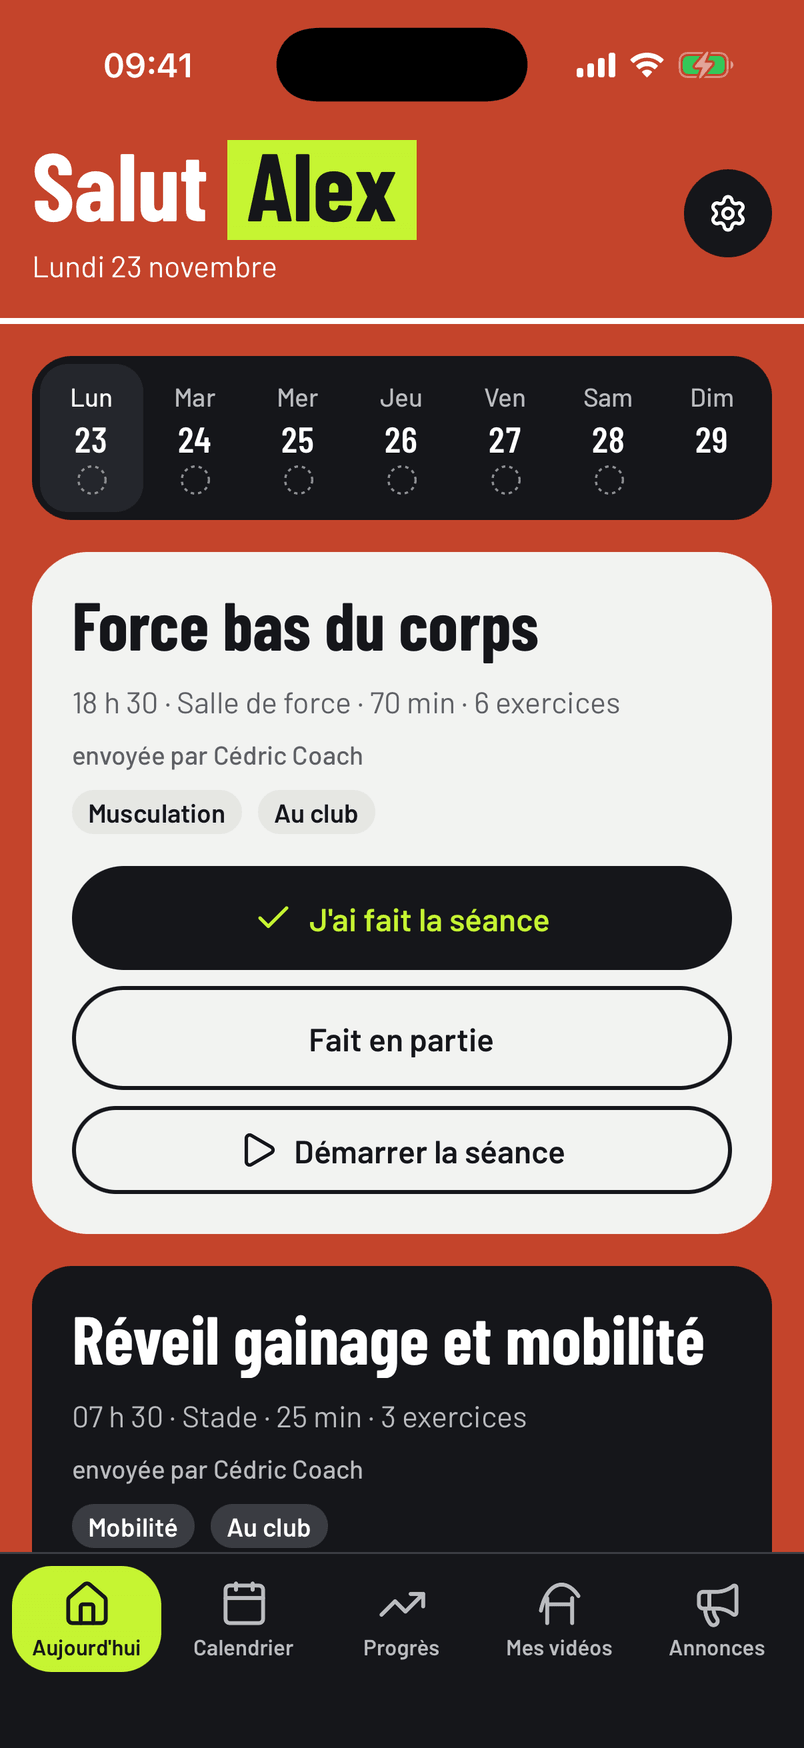 09:41
Salut Alex
Lundi 23 novembre
Lun Mar Mer Jeu Ven Sam Dim
23 24 25 26 27 28 29
Force bas du corps
18 h 30 · Salle de force · 70 min · 6 exercices
envoyée par Cédric Coach
Musculation Au club
J'ai fait la séance
Fait en partie
Démarrer la séance
Réveil gainage et mobilité
07 h 30 · Stade · 25 min · 3 exercices
envoyée par Cédric Coach
Mobilité Au club
Aujourd'hui Calendrier Progrès Mes vidéos Annonces